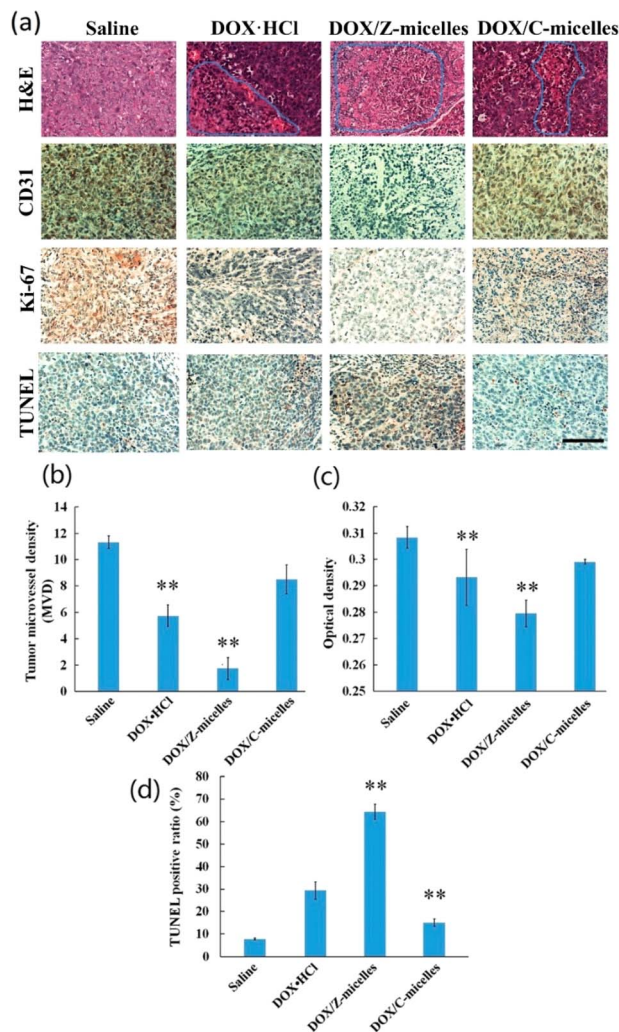 (a)
Saline
DOX·HCl
DOX/Z-micelles
DOX/C-micelles
H&E
CD31
Ki-67
TUNEL
(b)
Tumor microvessel density
(MVD)
14
12
10
8
6
4
2
0
**
**
Saline
DOX•HCl
DOX/Z-micelles
DOX/C-micelles
(c)
Optical density
0.32
0.31
0.3
0.29
0.28
0.27
0.26
0.25
**
**
Saline
DOX•HCl
DOX/Z-micelles
DOX/C-micelles
(d)
TUNEL positive ratio (%)
80
70
60
50
40
30
20
10
0
**
**
Saline
DOX•HCl
DOX/Z-micelles
DOX/C-micelles